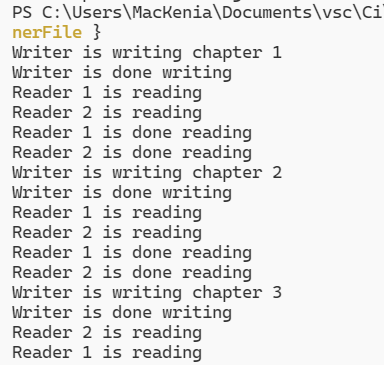 PS C:\Users\MacKenia\Documents\vsc\Ci
nerFile }
Writer is writing chapter 1
Writer is done writing
Reader 1 is reading
Reader 2 is reading
Reader 1 is done reading
Reader 2 is done reading
Writer is writing chapter 2
Writer is done writing
Reader 1 is reading
Reader 2 is reading
Reader 1 is done reading
Reader 2 is done reading
Writer is writing chapter 3
Writer is done writing
Reader 2 is reading
Reader 1 is reading